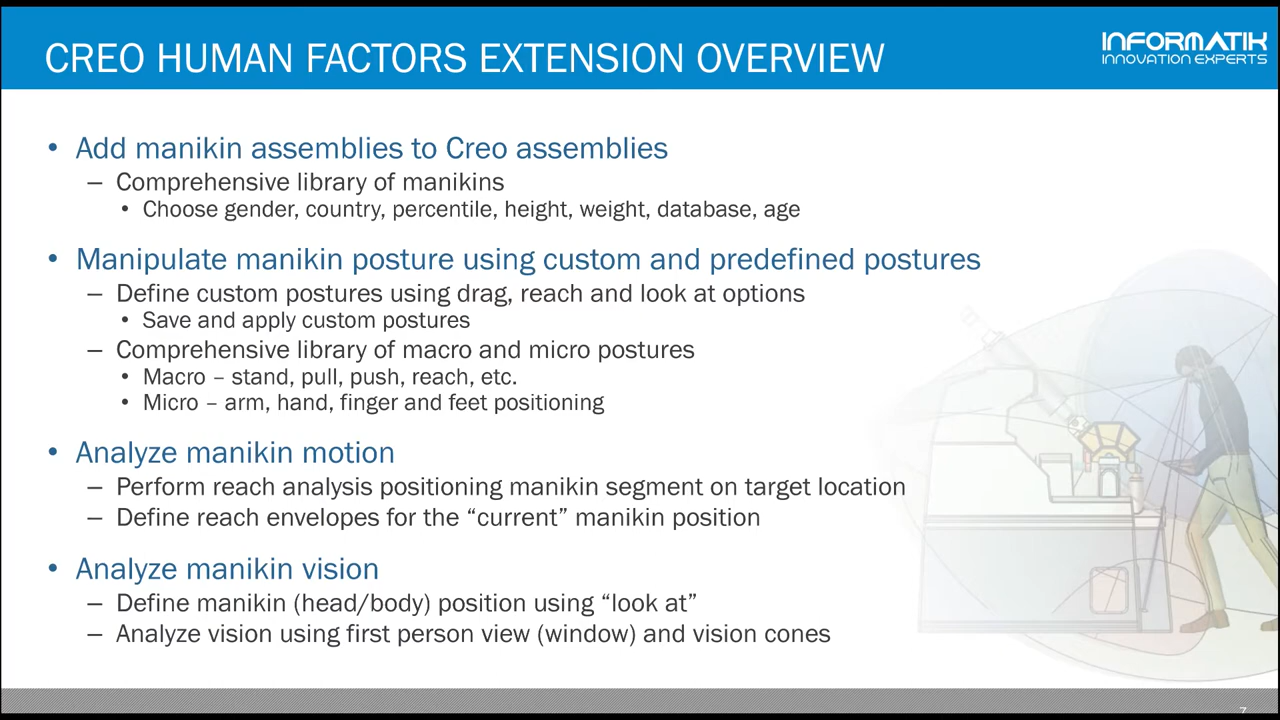 CREO HUMAN FACTORS EXTENSION OVERVIEW
INFORMATIK
INNOVATION EXPERTS
• Add manikin assemblies to Creo assemblies
– Comprehensive library of manikins
• Choose gender, country, percentile, height, weight, database, age
• Manipulate manikin posture using custom and predefined postures
– Define custom postures using drag, reach and look at options
• Save and apply custom postures
– Comprehensive library of macro and micro postures
• Macro – stand, pull, push, reach, etc.
• Micro – arm, hand, finger and feet positioning
• Analyze manikin motion
– Perform reach analysis positioning manikin segment on target location
– Define reach envelopes for the “current” manikin position
• Analyze manikin vision
– Define manikin (head/body) position using “look at”
– Analyze vision using first person view (window) and vision cones
7